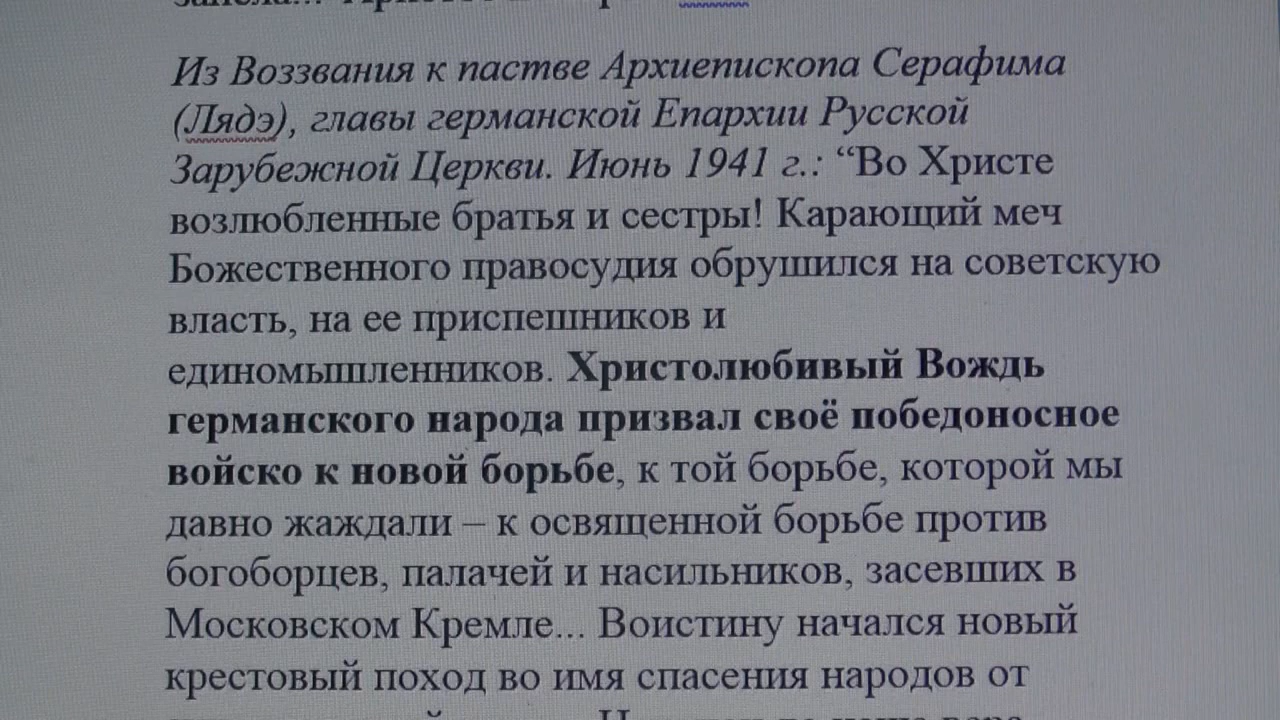 Из Воззвания к пастве Архиепископа Серафима
(Лядэ), главы германской Епархии Русской
Зарубежной Церкви. Июнь 1941 г.: “Во Христе
возлюбленные братья и сестры! Карающий меч
Божественного правосудия обрушился на советскую
власть, на ее приспешников и
единомышленников. Христолюбивый Вождь
германского народа призвал своё победоносное
войско к новой борьбе, к той борьбе, которой мы
давно жаждали – к освященной борьбе против
богоборцев, палачей и насильников, засевших в
Московском Кремле... Воистину начался новый
крестовый поход во имя спасения народов от